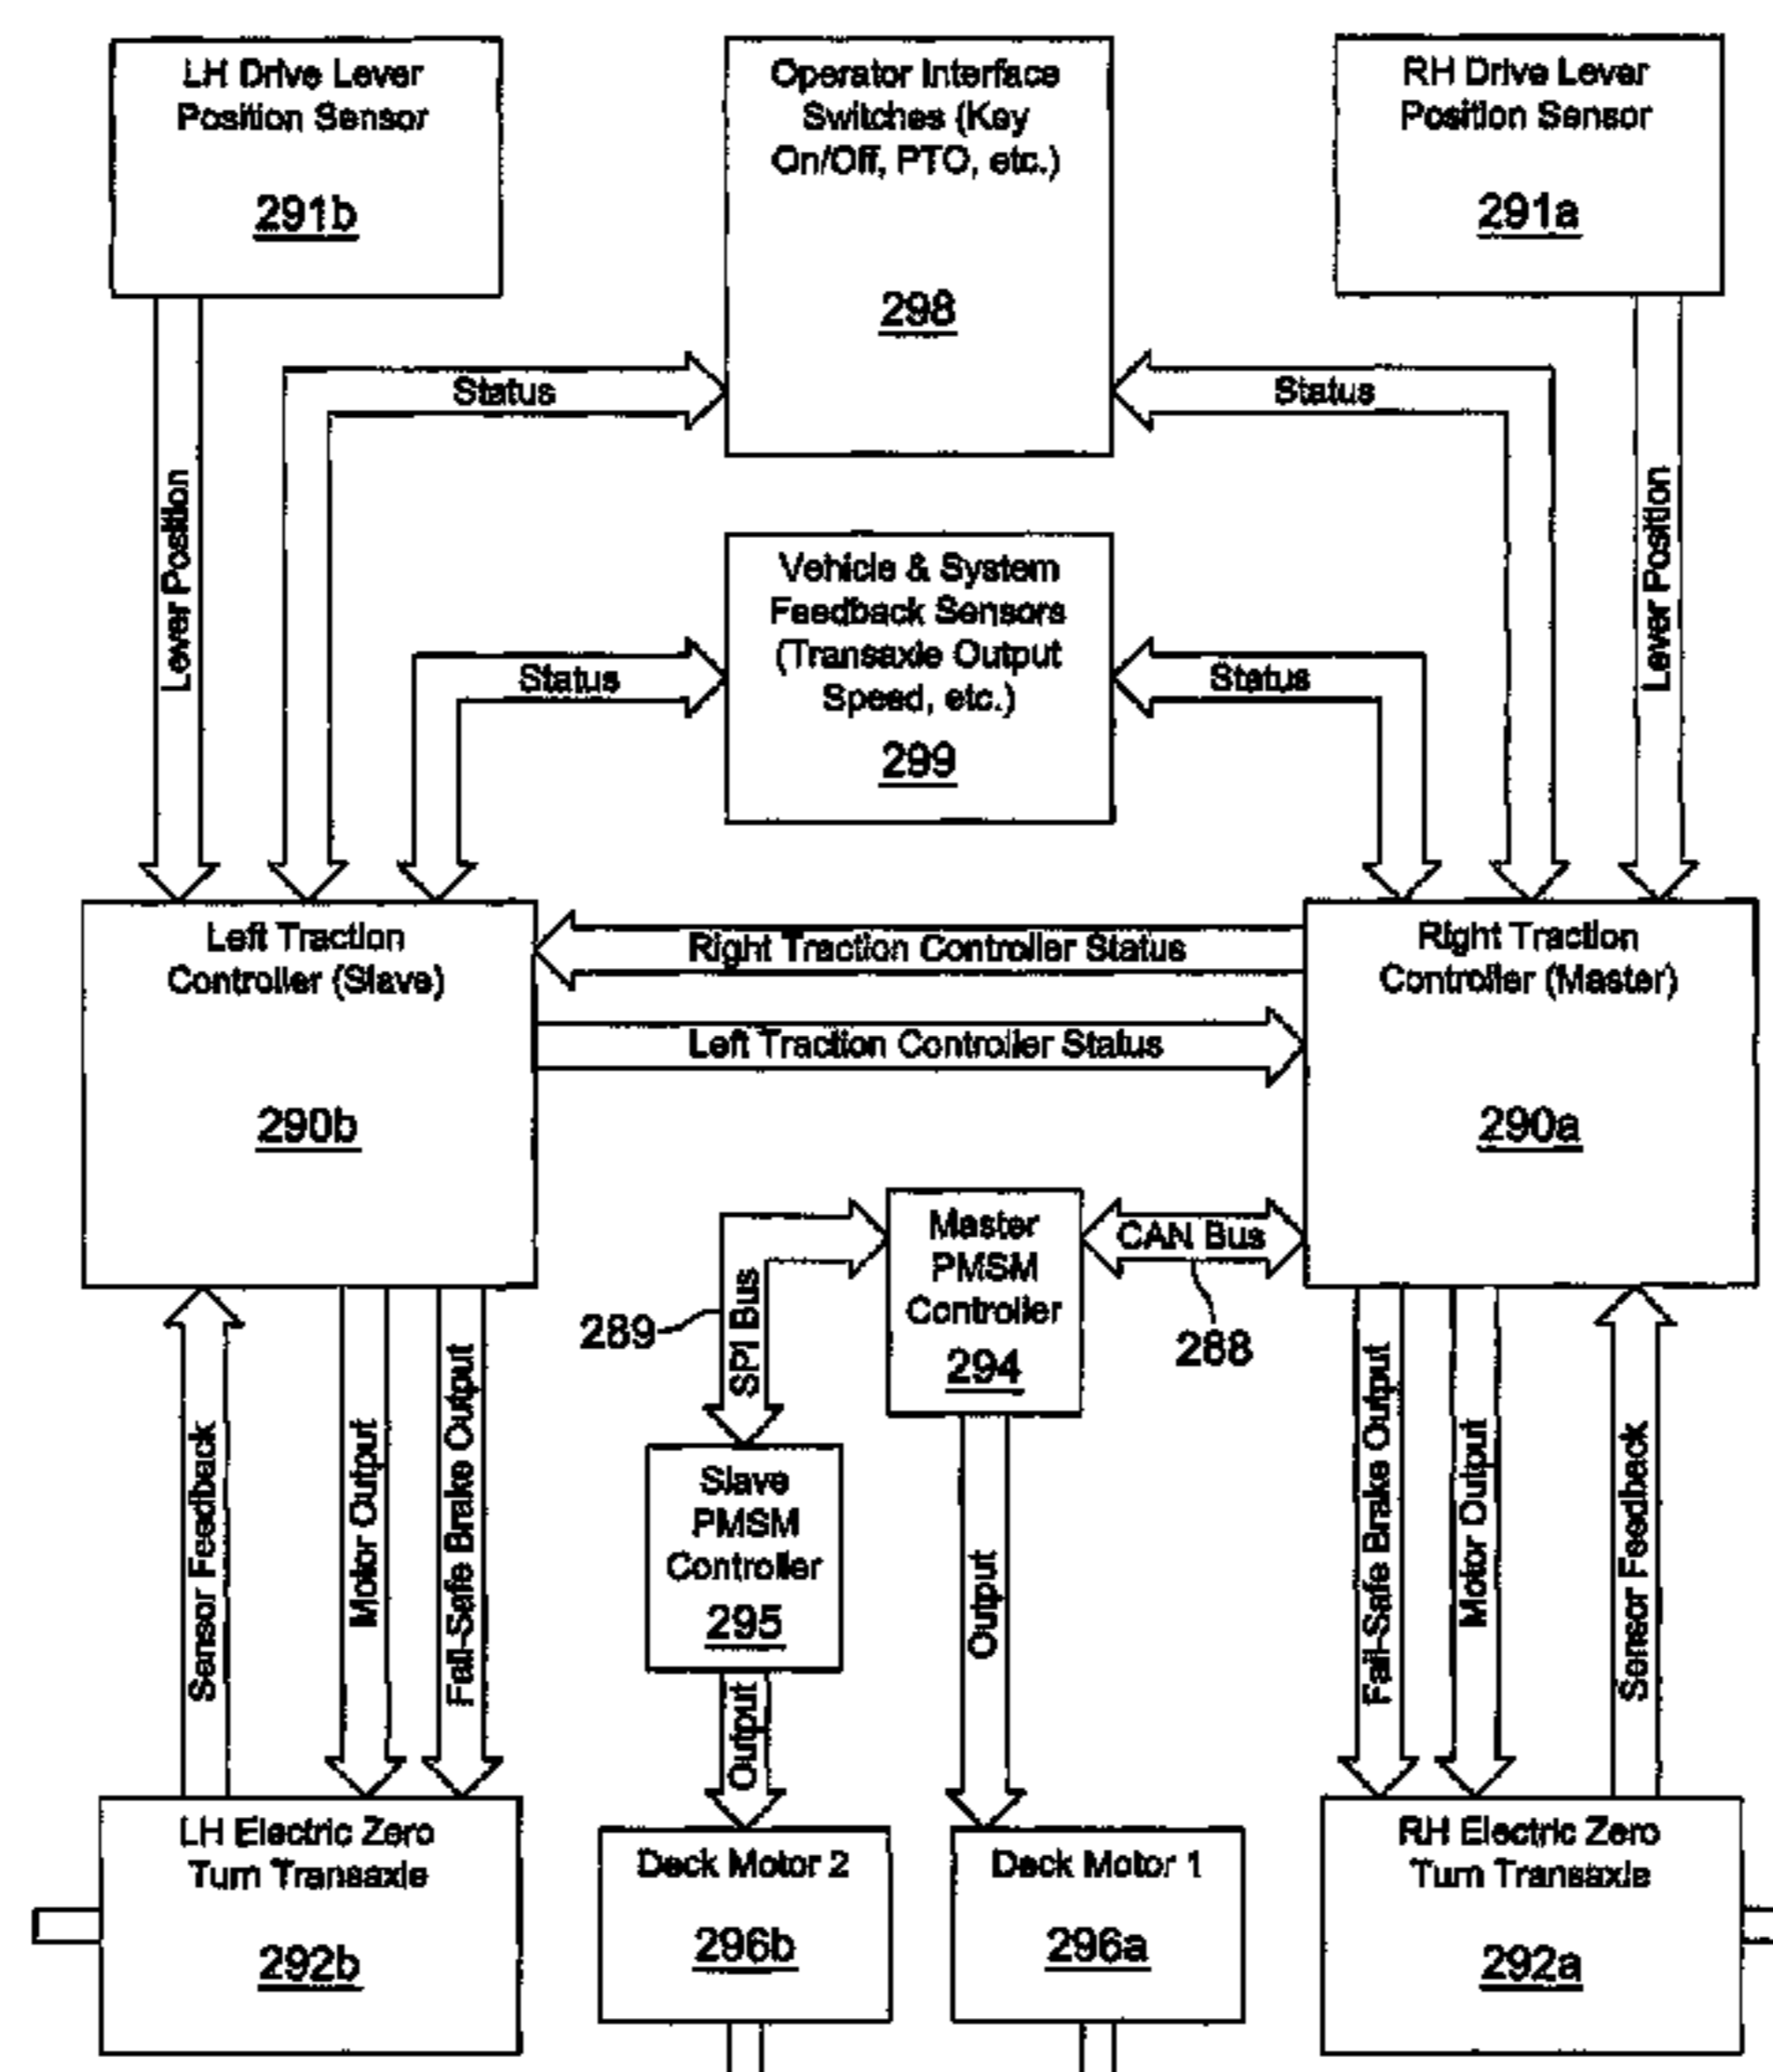 LH Drive Lever
Position Sensor
291b
Operator Interface
Switches (Key
On/Off, PTO, etc.)
298
RH Drive Lever
Position Sensor
291a
Status
Status
Lever Position
Lever Position
Vehicle & System
Feedback Sensors
(Transaxle Output
Speed, etc.)
299
Status
Status
Left Traction
Controller (Slave)
290b
Right Traction Controller Status
Left Traction Controller Status
Right Traction
Controller (Master)
290a
Master
PMSM
Controller
294
CAN Bus
288
SPI Bus
289
Slave
PMSM
Controller
295
Output
Output
Sensor Feedback
Motor Output
Fail-Safe Brake Output
Fail-Safe Brake Output
Motor Output
Sensor Feedback
LH Electric Zero
Turn Transaxle
292b
Deck Motor 2
296b
Deck Motor 1
296a
RH Electric Zero
Turn Transaxle
292a